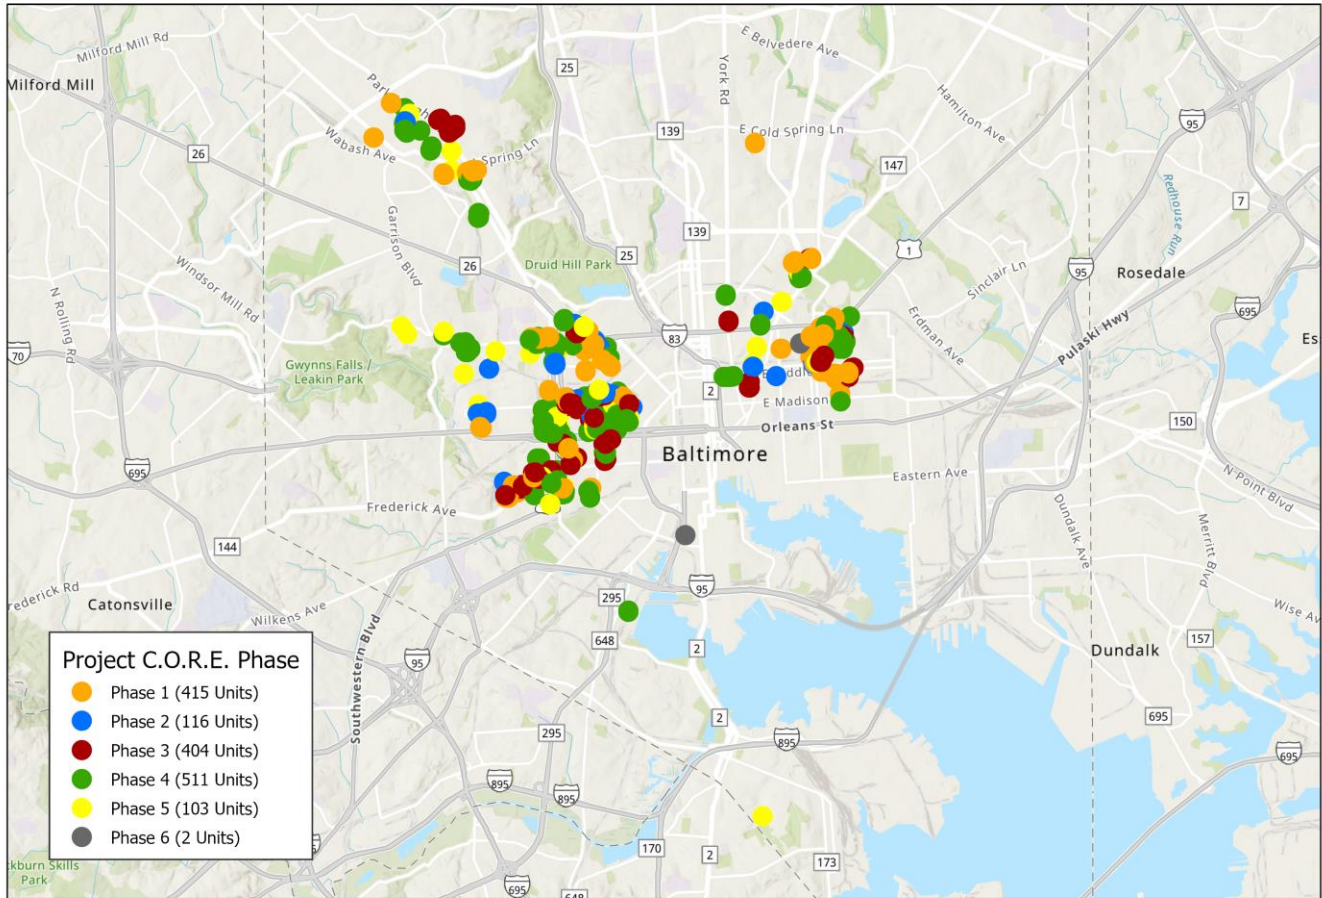 Milford Mill Rd
Milford Mill
25
E Belvedere Ave
York Rd
Hamilton Ave
95
139
E Cold Spring Ln
Wabash Ave
26
147
Redhouse Run
7
Garrison Blvd
139
1
Windsor Mill Rd
26
Druid Hill Park
25
Sinclair Ln
95
Rosedale
N Rolling Rd
695
Erdman Ave
Pulaski Hwy
70
83
Gwynns Falls /
Leakin Park
2
E Madison
150
Orleans St
Baltimore
695
Eastern Ave
N Point Blvd
Frederick Ave
Dundalk Ave
Merritt Blvd
144
95
295
Catonsville
Wilkens Ave
Wise Av
648
157
2
Dundalk
Southwestern Blvd
95
695
2
295
895
695
895
895
170
2
173
695
648
Park
Project C.O.R.E. Phase
Phase 1 (415 Units)
Phase 2 (116 Units)
Phase 3 (404 Units)
Phase 4 (511 Units)
Phase 5 (103 Units)
Phase 6 (2 Units)